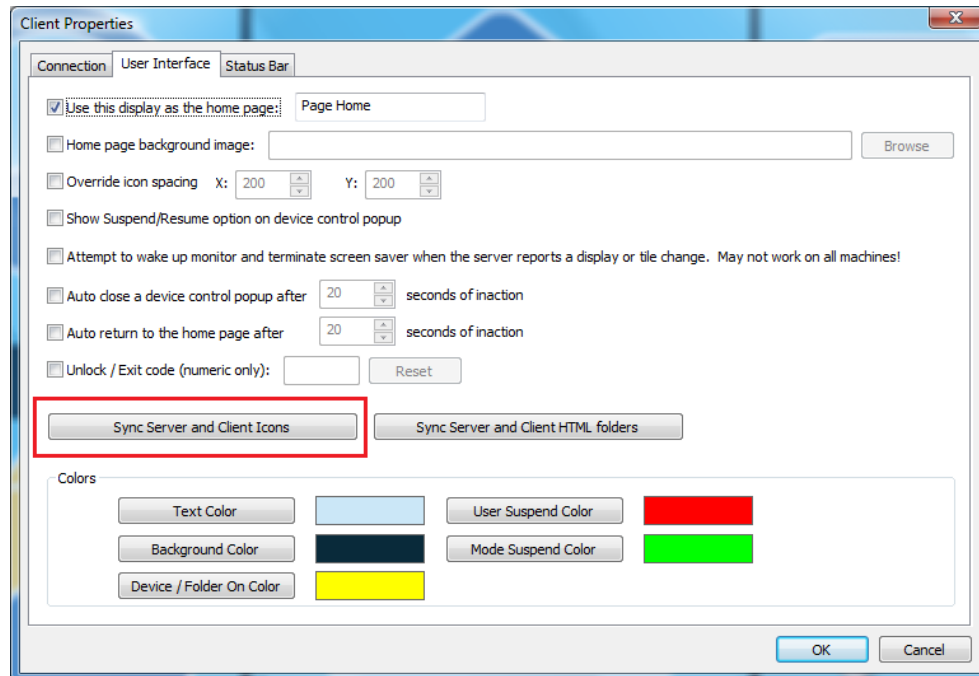 Client Properties
Connection User Interface Status Bar
Use this display as the home page: Page Home
Home page background image: Browse
Override icon spacing X: 200 Y: 200
Show Suspend/Resume option on device control popup
Attempt to wake up monitor and terminate screen saver when the server reports a display or tile change. May not work on all machines!
Auto close a device control popup after 20 seconds of inaction
Auto return to the home page after 20 seconds of inaction
Unlock / Exit code (numeric only): Reset
Sync Server and Client Icons Sync Server and Client HTML folders
Colors
Text Color User Suspend Color
Background Color Mode Suspend Color
Device / Folder On Color
OK Cancel